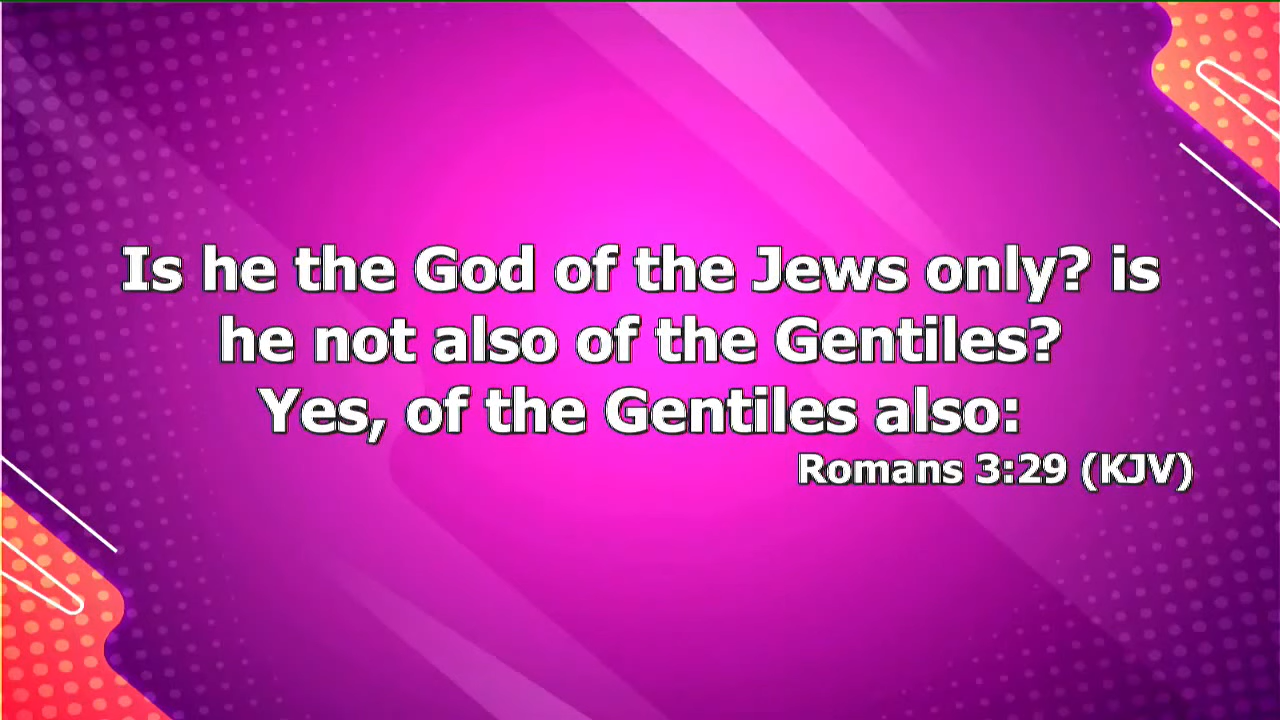 Is he the God of the Jews only? is
he not also of the Gentiles?
Yes, of the Gentiles also:
Romans 3:29 (KJV)